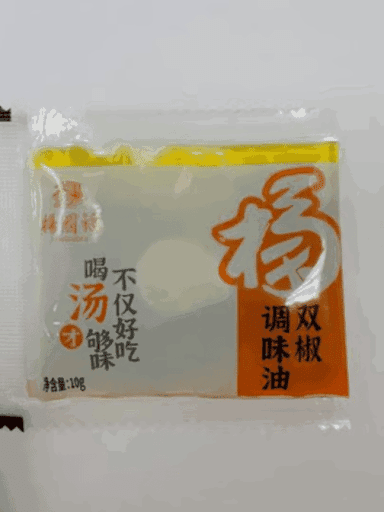 杨
双椒
调味油
不仅好吃
喝汤才够味
净含量:10g